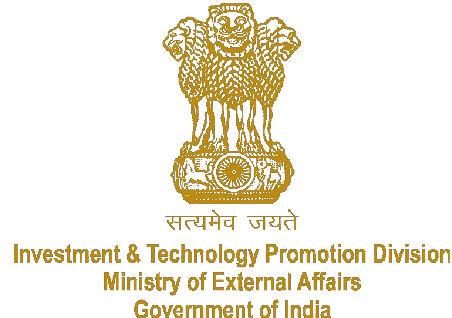 सत्यमेव जयते
Investment & Technology Promotion Division
Ministry of External Affairs
Government of India